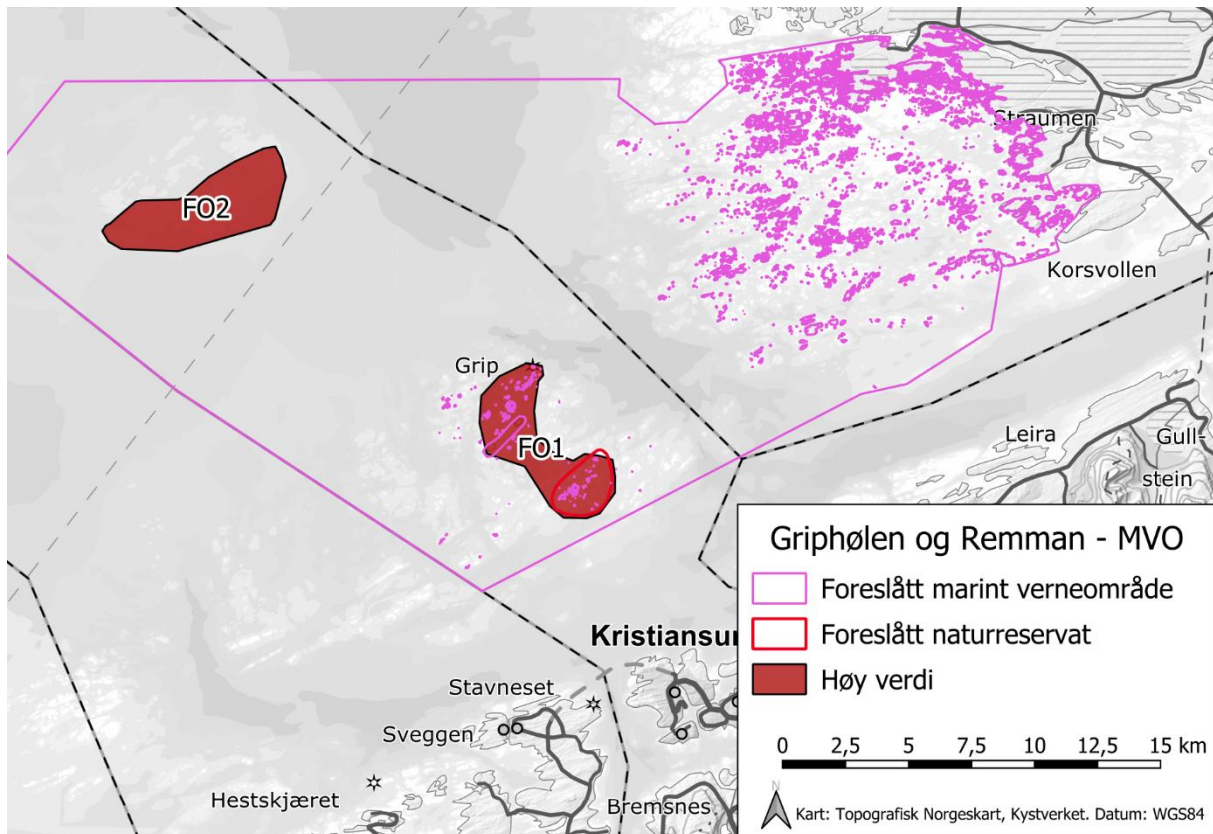 Straumen
FO2
Korsvollen
Grip
FO1
Leira
Gull-
stein
Kristiansun
Stavneset
Sveggen
Hestskjæret
Bremsnes
Griphølen og Remman - MVO
Foreslått marint verneområde
Foreslått naturreservat
Høy verdi
0 2,5 5 7,5 10 12,5 15 km
N
Kart: Topografisk Norgeskart, Kystverket. Datum: WGS84